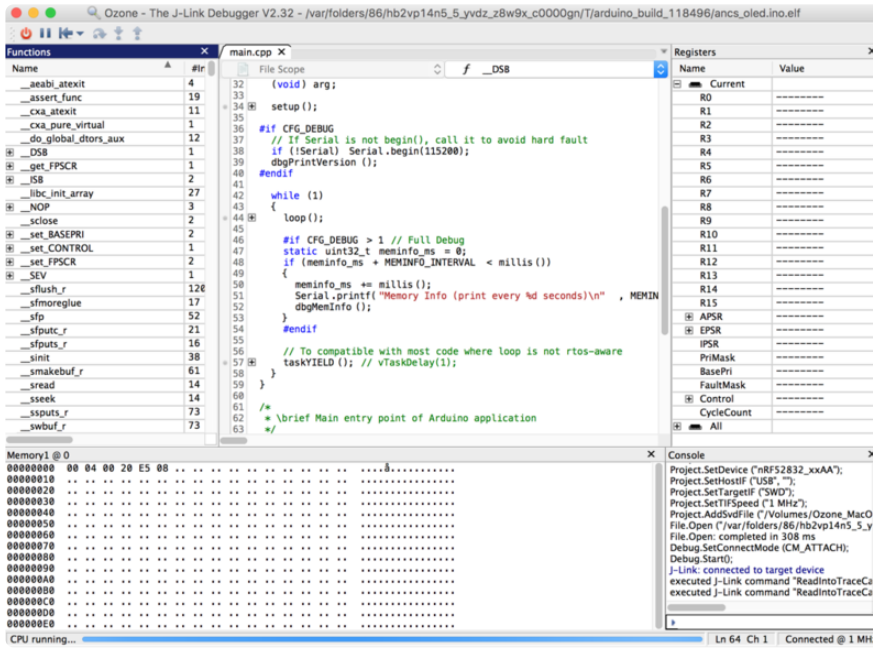 Ozone - The J-Link Debugger V2.32 - /var/folders/86/hb2vp14n5_5_yvdz_z8w9x_c0000gn/T/arduino_build_118496/ancs_oled.ino.elf
Functions
Name #In
__aeabi_atexit 4
__assert_func 19
__cxa_atexit 11
__cxa_pure_virtual 1
__do_global_dtors_aux 12
__DSB 1
__get_FPSCR 1
__ISB 2
__libc_init_array 27
__NOP 3
__sclose 2
__set_BASEPRI 2
__set_CONTROL 1
__set_FPSCR 2
__SEV 1
__sflush_r 120
__sfmoreglue 17
__sfp 52
__sfputc_r 21
__sfputs_r 16
__sinit 38
__smakebuf_r 61
__sread 14
__sseek 14
__ssputs_r 73
__swbuf_r 73
main.cpp
File Scope f __DSB
32 (void) arg;
33
34 setup();
35
36 #if CFG_DEBUG
37 // If Serial is not begin(), call it to avoid hard fault
38 if (!Serial) Serial.begin(115200);
39 dbgPrintVersion ();
40 #endif
41
42 while (1)
43 {
44 loop();
45
46 #if CFG_DEBUG > 1 // Full Debug
47 static uint32_t meminfo_ms = 0;
48 if (meminfo_ms + MEMINFO_INTERVAL < millis())
49 {
50 meminfo_ms += millis();
51 Serial.printf("Memory Info (print every %d seconds)\n" , MEMIN
52 dbgMemInfo ();
53 }
54 #endif
55
56 // To compatible with most code where loop is not rtos-aware
57 taskYIELD (); // vTaskDelay(1);
58 }
59 }
60
61 /*
62 * \brief Main entry point of Arduino application
63 */
Registers
Name Value
Current
R0 --------
R1 --------
R2 --------
R3 --------
R4 --------
R5 --------
R6 --------
R7 --------
R8 --------
R9 --------
R10 --------
R11 --------
R12 --------
R13 --------
R14 --------
R15 --------
APSR --------
EPSR --------
IPSR --------
PriMask --------
BasePri --------
FaultMask --------
Control --------
CycleCount --------
All
Memory1 @ 0
00000000 00 04 00 20 E5 08 .. .. .. .. .. .. .. .. .. .. .... å...........
00000010 .. .. .. .. .. .. .. .. .. .. .. .. .. .. .. .. ................
00000020 .. .. .. .. .. .. .. .. .. .. .. .. .. .. .. .. ................
00000030 .. .. .. .. .. .. .. .. .. .. .. .. .. .. .. .. ................
00000040 .. .. .. .. .. .. .. .. .. .. .. .. .. .. .. .. ................
00000050 .. .. .. .. .. .. .. .. .. .. .. .. .. .. .. .. ................
00000060 .. .. .. .. .. .. .. .. .. .. .. .. .. .. .. .. ................
00000070 .. .. .. .. .. .. .. .. .. .. .. .. .. .. .. .. ................
00000080 .. .. .. .. .. .. .. .. .. .. .. .. .. .. .. .. ................
00000090 .. .. .. .. .. .. .. .. .. .. .. .. .. .. .. .. ................
000000A0 .. .. .. .. .. .. .. .. .. .. .. .. .. .. .. .. ................
000000B0 .. .. .. .. .. .. .. .. .. .. .. .. .. .. .. .. ................
000000C0 .. .. .. .. .. .. .. .. .. .. .. .. .. .. .. .. ................
000000D0 .. .. .. .. .. .. .. .. .. .. .. .. .. .. .. .. ................
000000E0 .. .. .. .. .. .. .. .. .. .. .. .. .. .. .. .. ................
Console
Project.SetDevice ("nRF52832_xxAA");
Project.SetHostIF ("USB", "");
Project.SetTargetIF ("SWD");
Project.SetTIFSpeed ("1 MHz");
Project.AddSvdFile ("/Volumes/Ozone_MacO
File.Open ("/var/folders/86/hb2vp14n5_5_y
File.Open: completed in 308 ms
Debug.SetConnectMode (CM_ATTACH);
Debug.Start();
J-Link: connected to target device
executed J-Link command "ReadIntoTraceCa
executed J-Link command "ReadIntoTraceCa
CPU running... Ln 64 Ch 1 Connected @ 1 MH